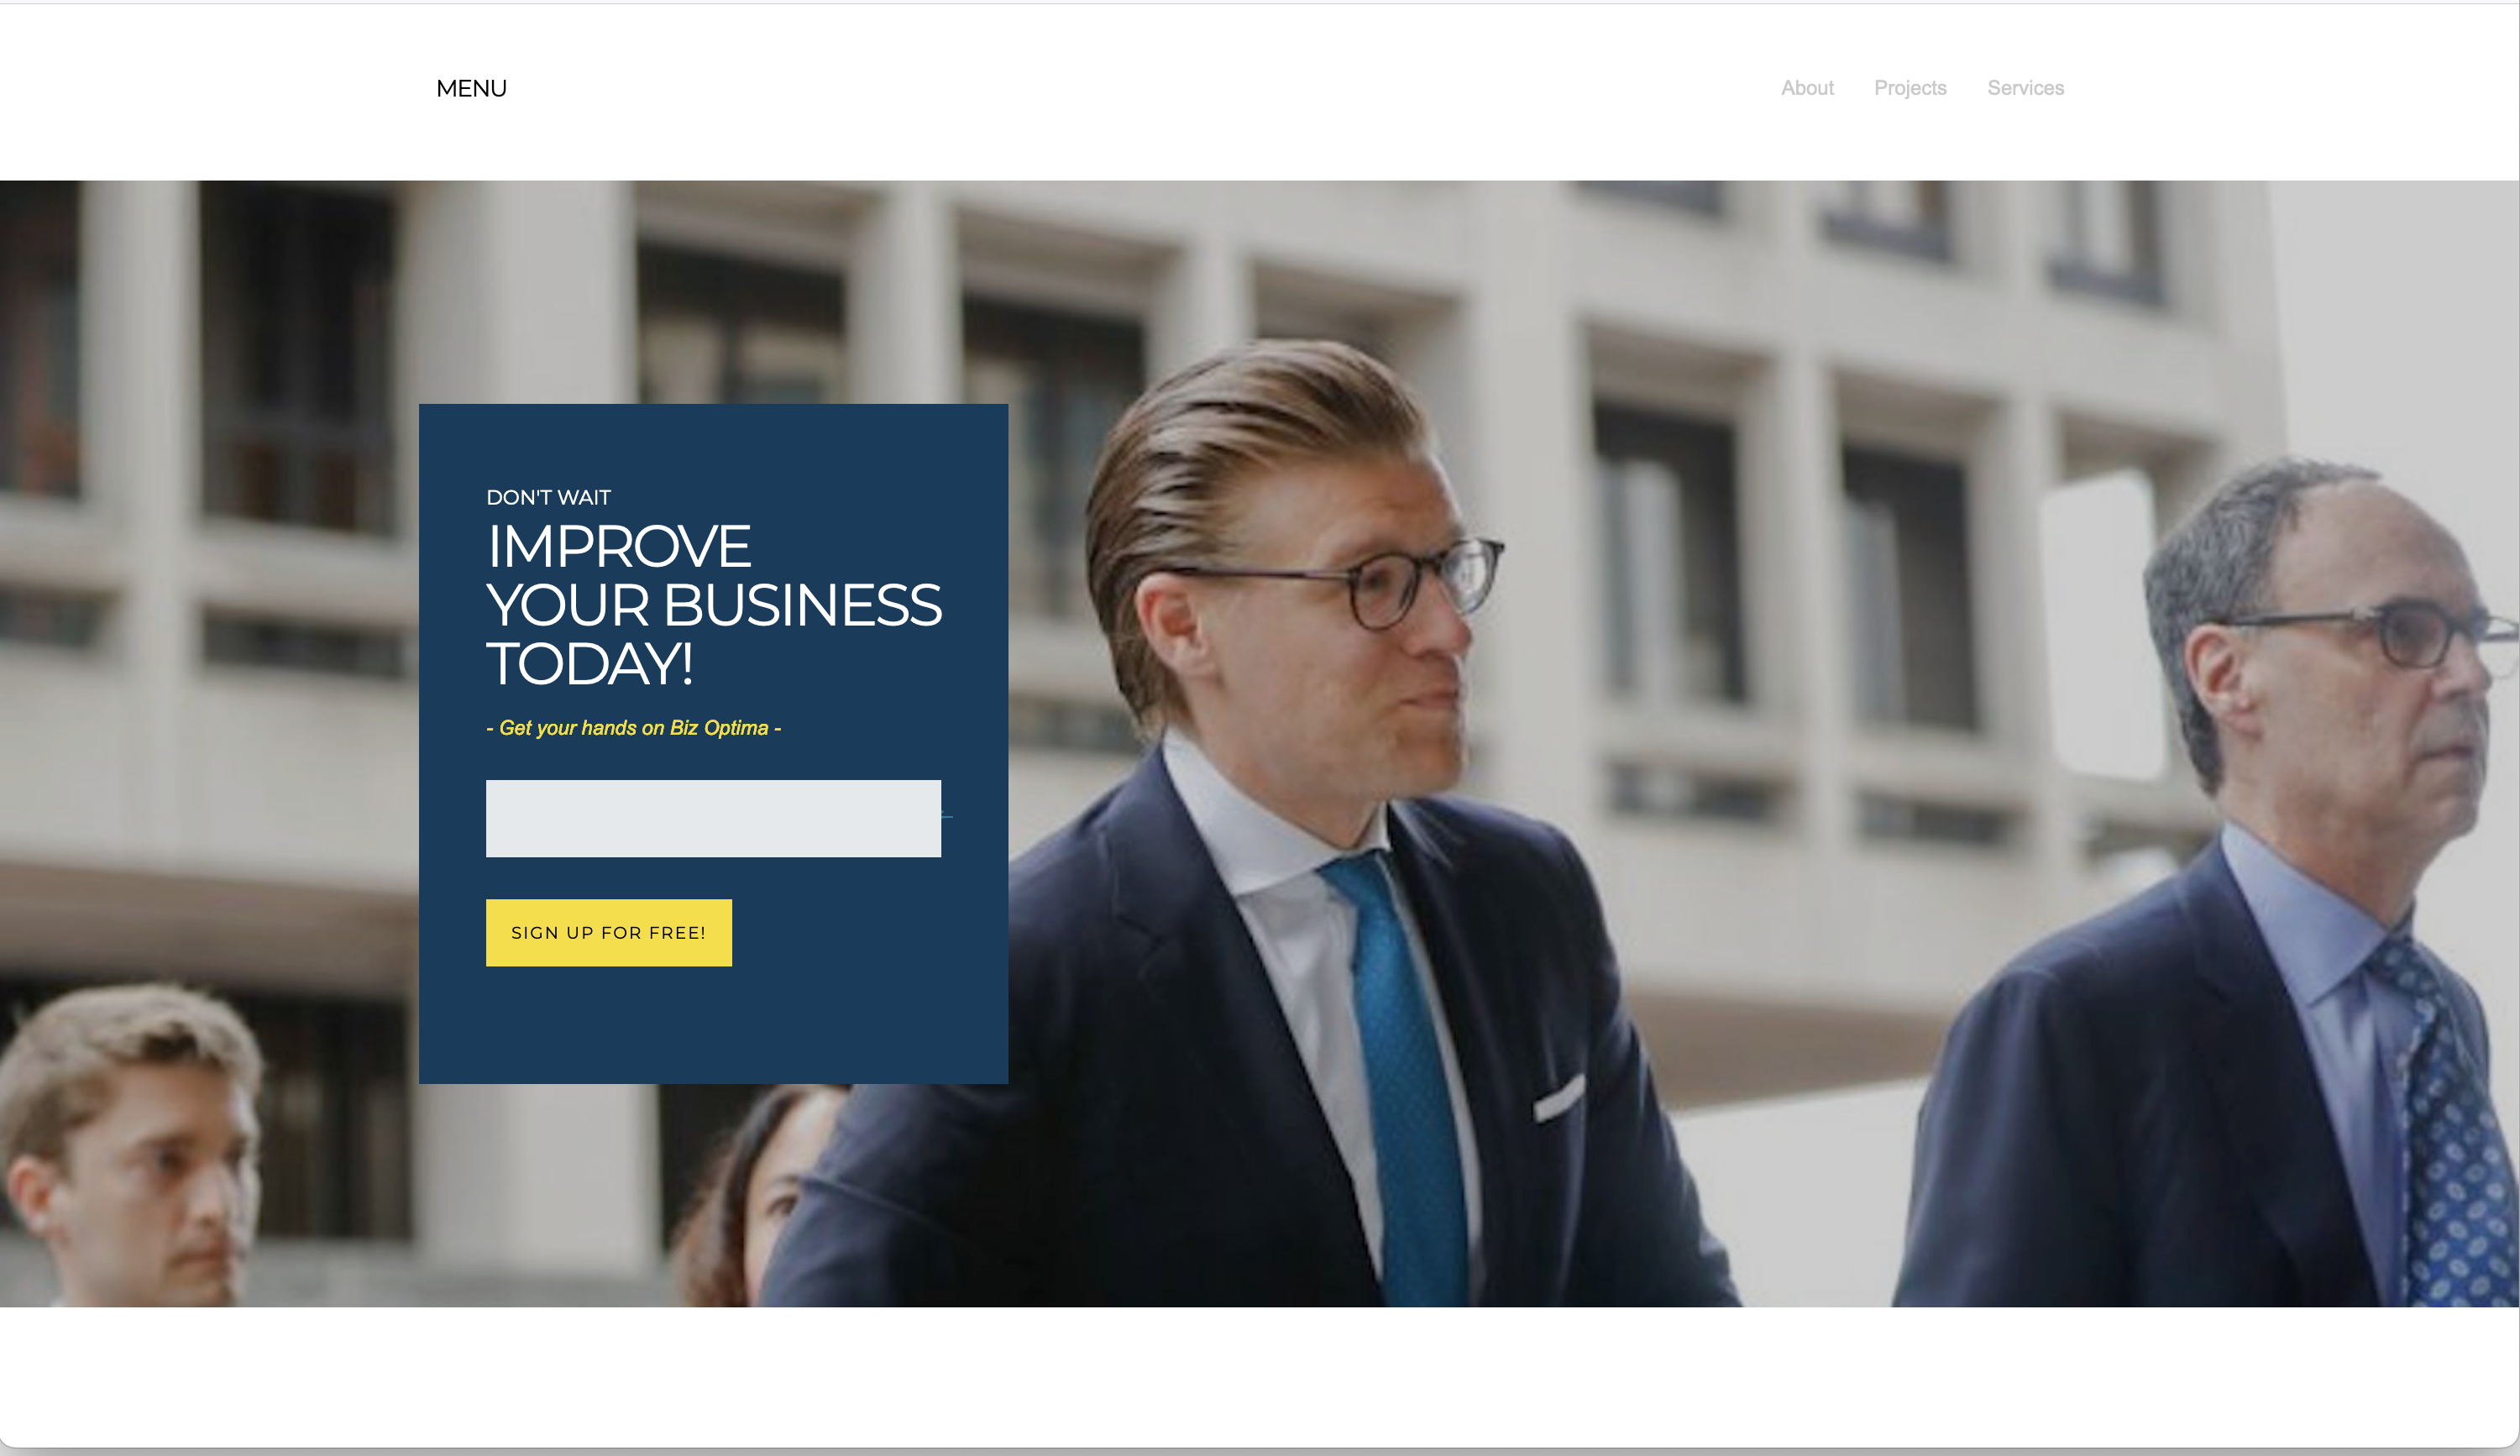 MENU
About Projects Services
DON'T WAIT
IMPROVE
YOUR BUSINESS
TODAY!
- Get your hands on Biz Optima -
SIGN UP FOR FREE!